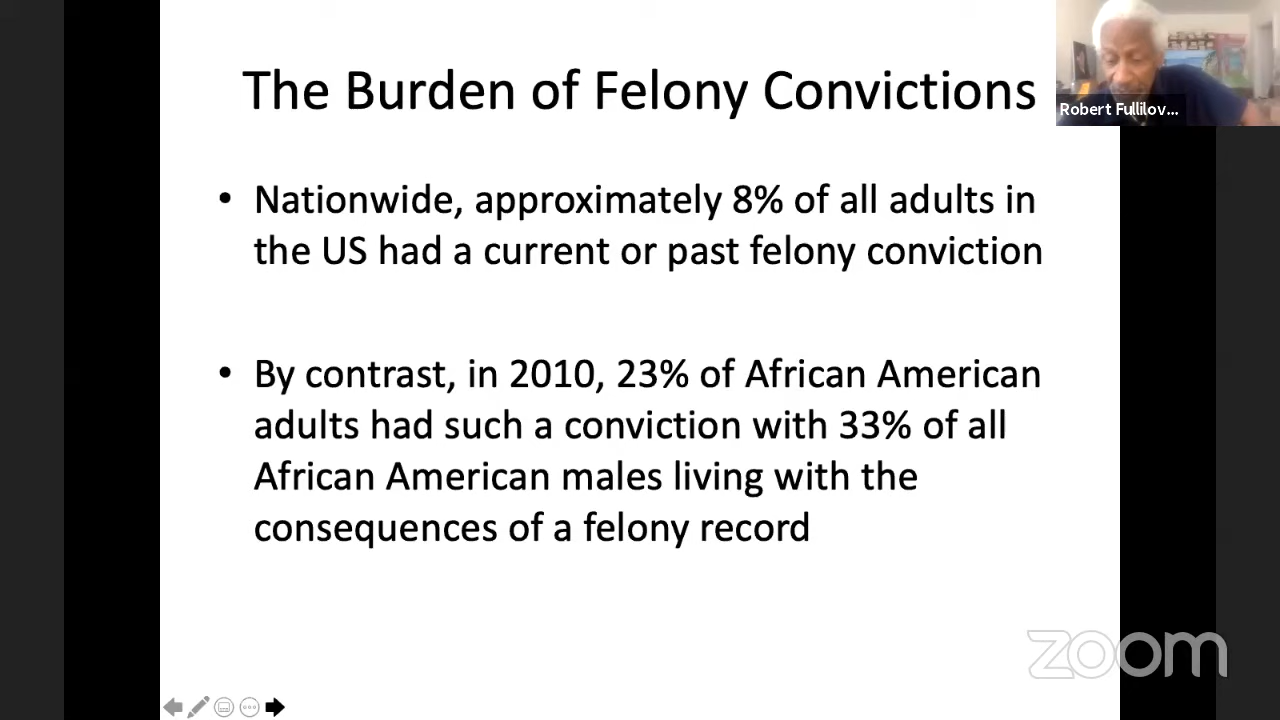 The Burden of Felony Convictions
Robert Fullilov...
• Nationwide, approximately 8% of all adults in
the US had a current or past felony conviction
• By contrast, in 2010, 23% of African American
adults had such a conviction with 33% of all
African American males living with the
consequences of a felony record
zoom